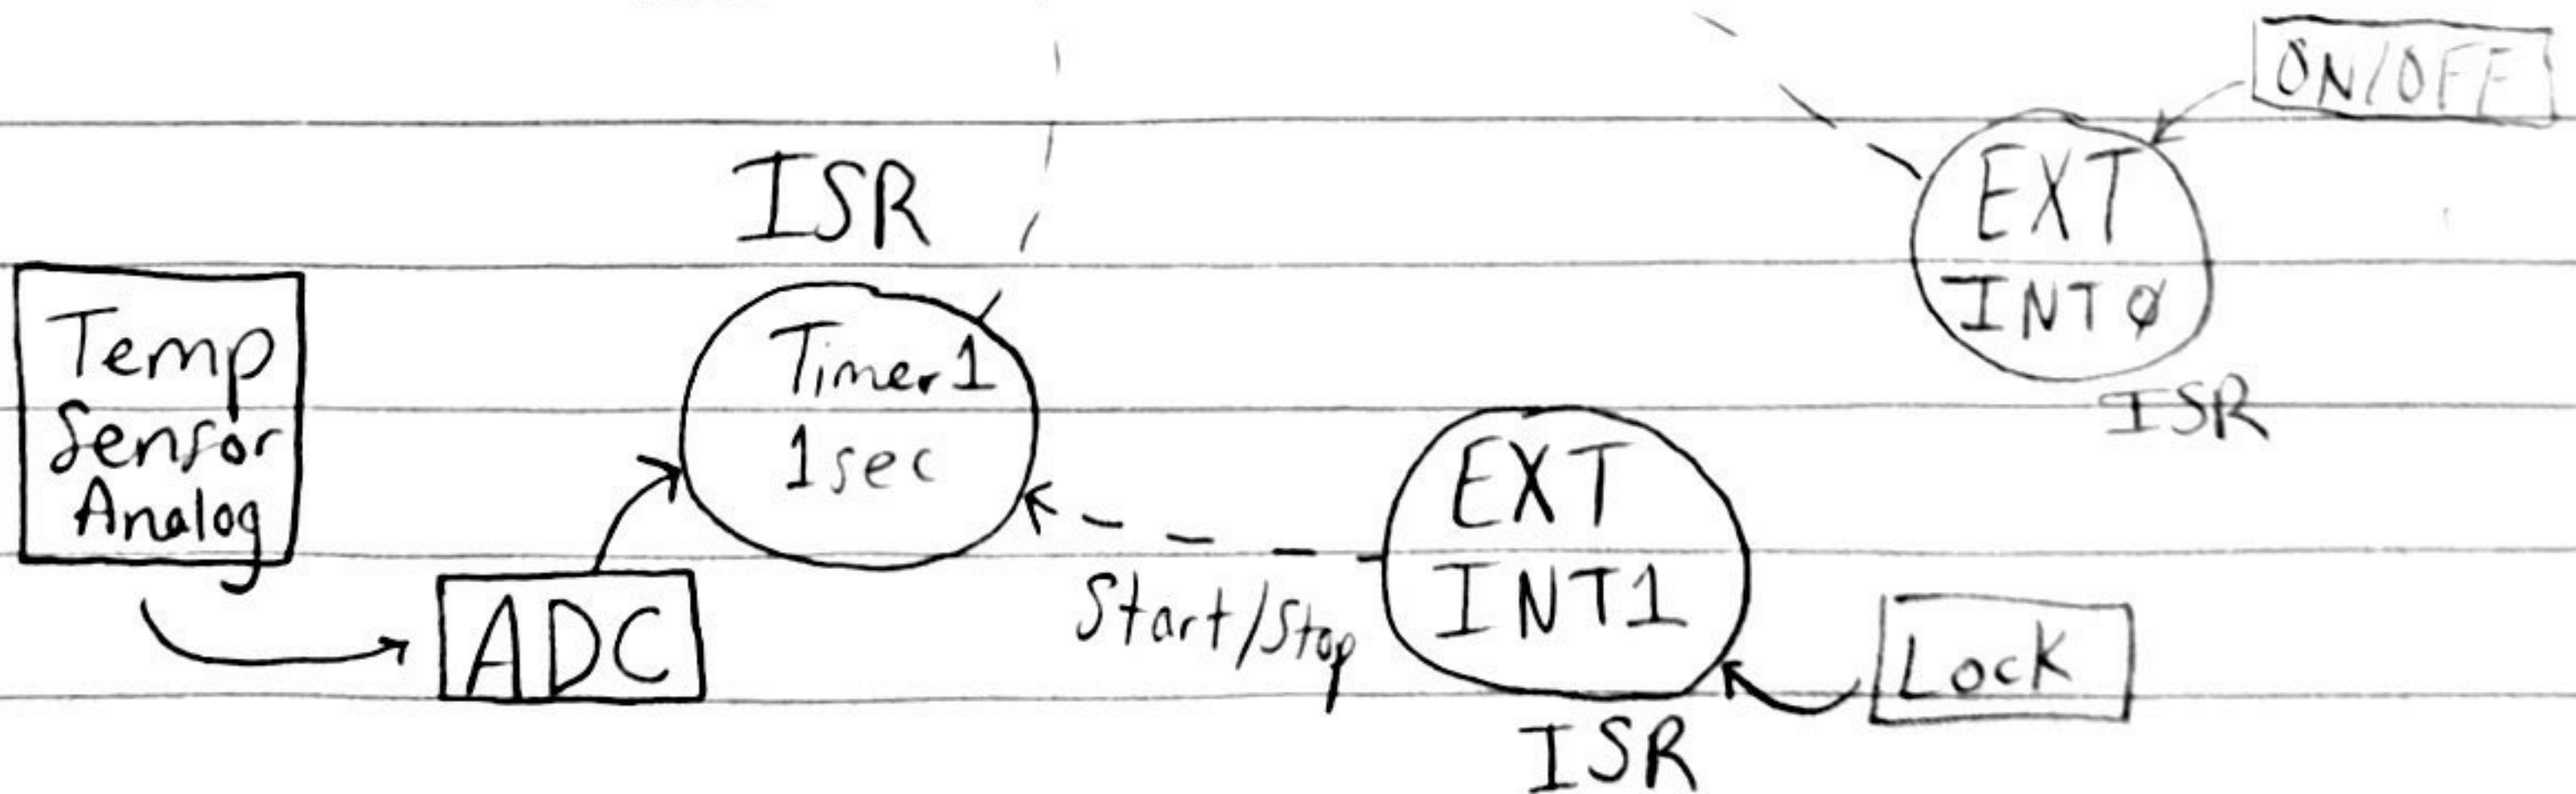 ON/OFF
ISR
EXT
INT0
ISR
Temp
Sensor
Analog
Timer1
1sec
EXT
INT1
Start/Stop
ADC
Lock
ISR